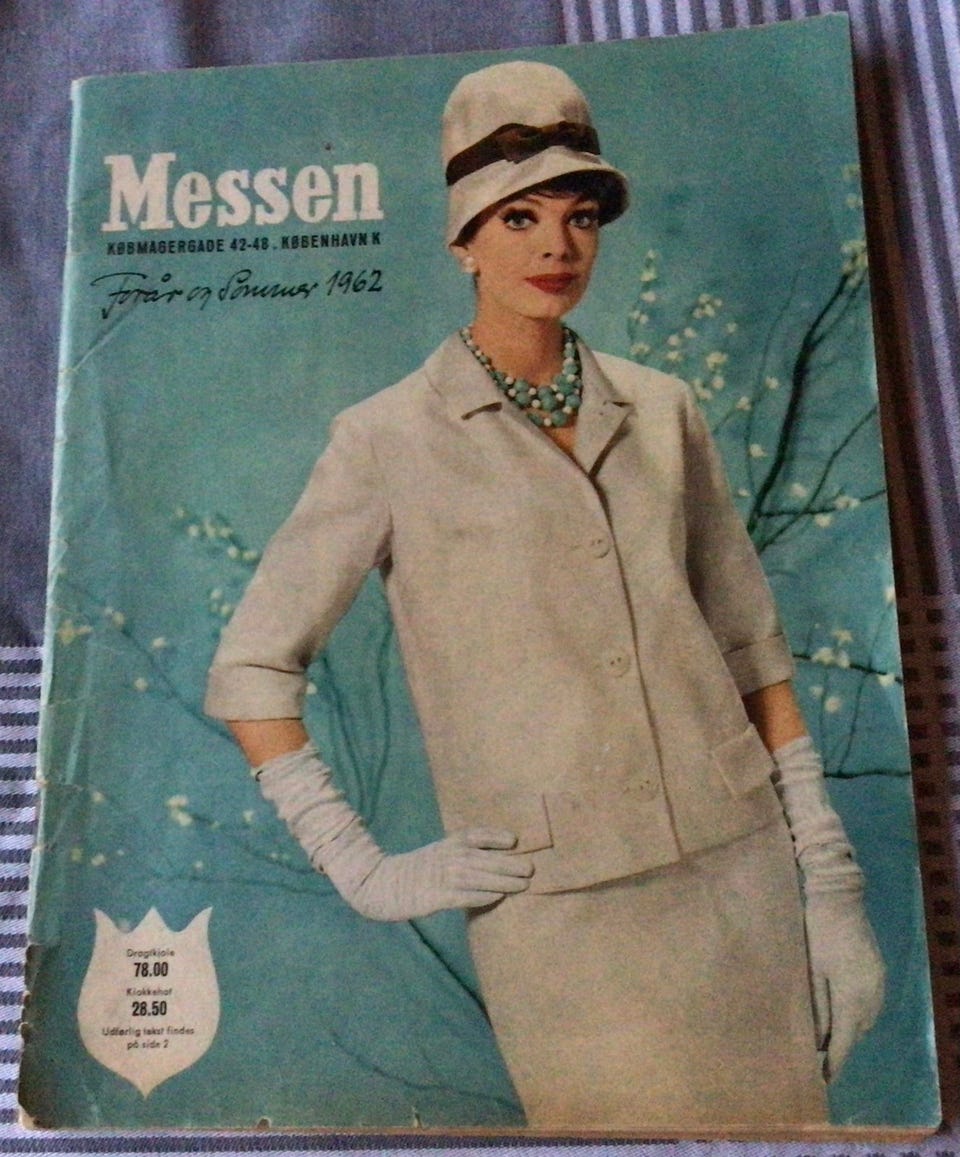 Messen
KØBMAGERGADE 42-48. KØBENHAVN K
Forår og Sommer 1962
Dragtkjole
78.00
Klokkehat
28.50
Udførlig tekst findes
på side 2